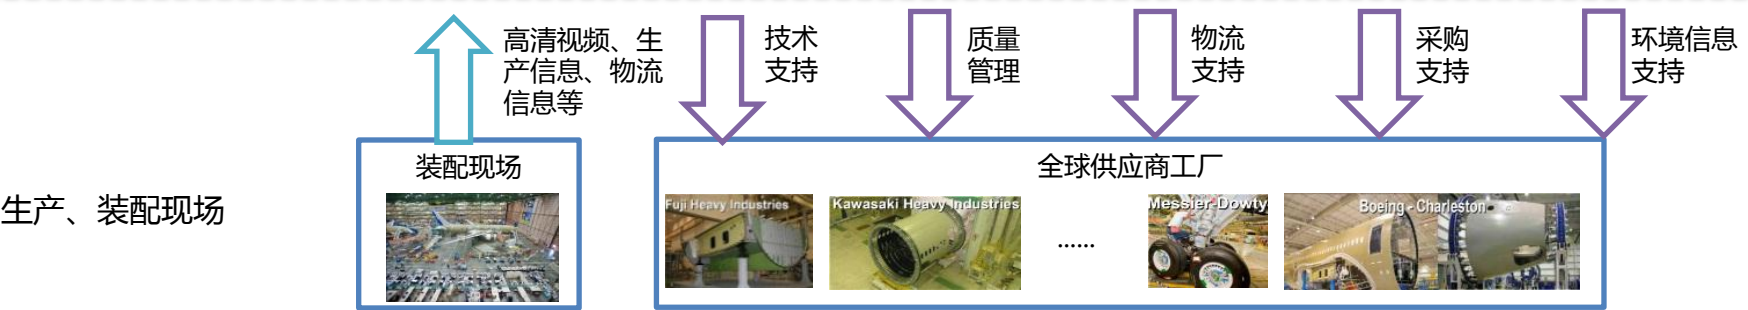 高清视频、生
产信息、物流
信息等
技术
支持
质量
管理
物流
支持
采购
支持
环境信息
支持
生产、装配现场
装配现场
全球供应商工厂
Fuji Heavy Industries
Kawasaki Heavy Industries
......
Messier-Dowty
Boeing - Charleston